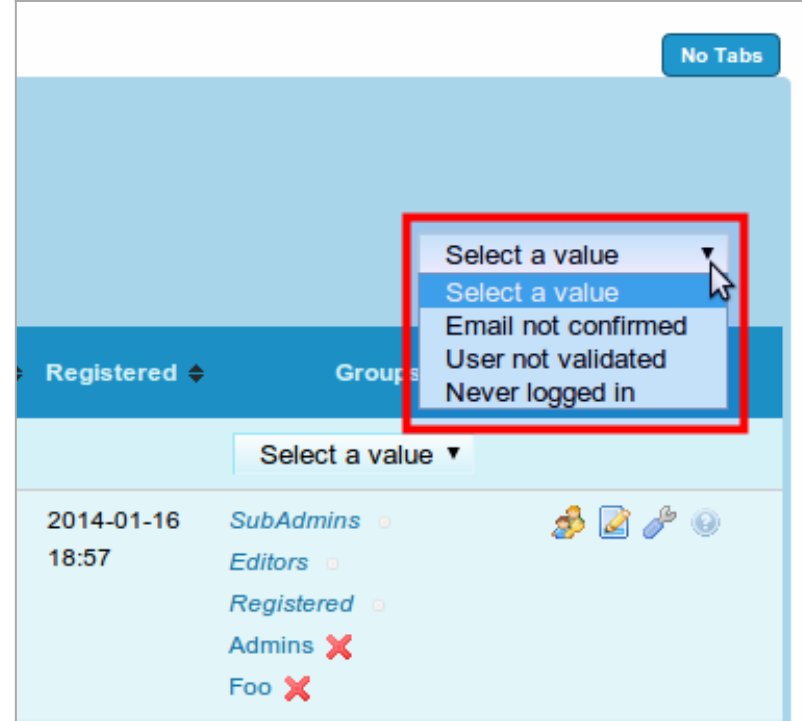 No Tabs
Select a value
Select a value
Email not confirmed
User not validated
Never logged in
Registered Groups
Select a value
2014-01-16
18:57
SubAdmins
Editors
Registered
Admins
Foo